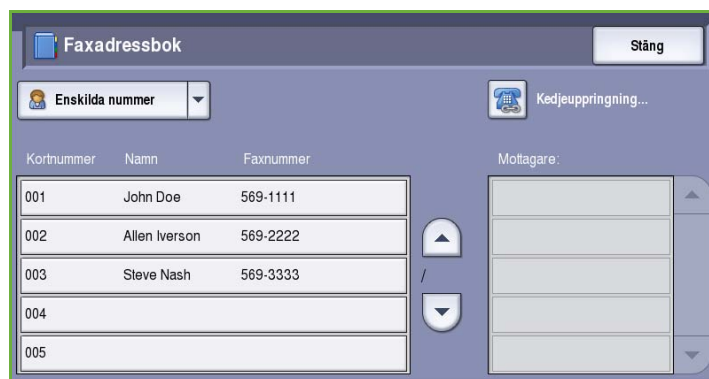 Faxadressbok
Stäng
Enskilda nummer
Kedjeuppringning...
Kortnummer Namn Faxnummer
Mottagare:
001 John Doe 569-1111
002 Allen Iverson 569-2222
003 Steve Nash 569-3333
/
004
005